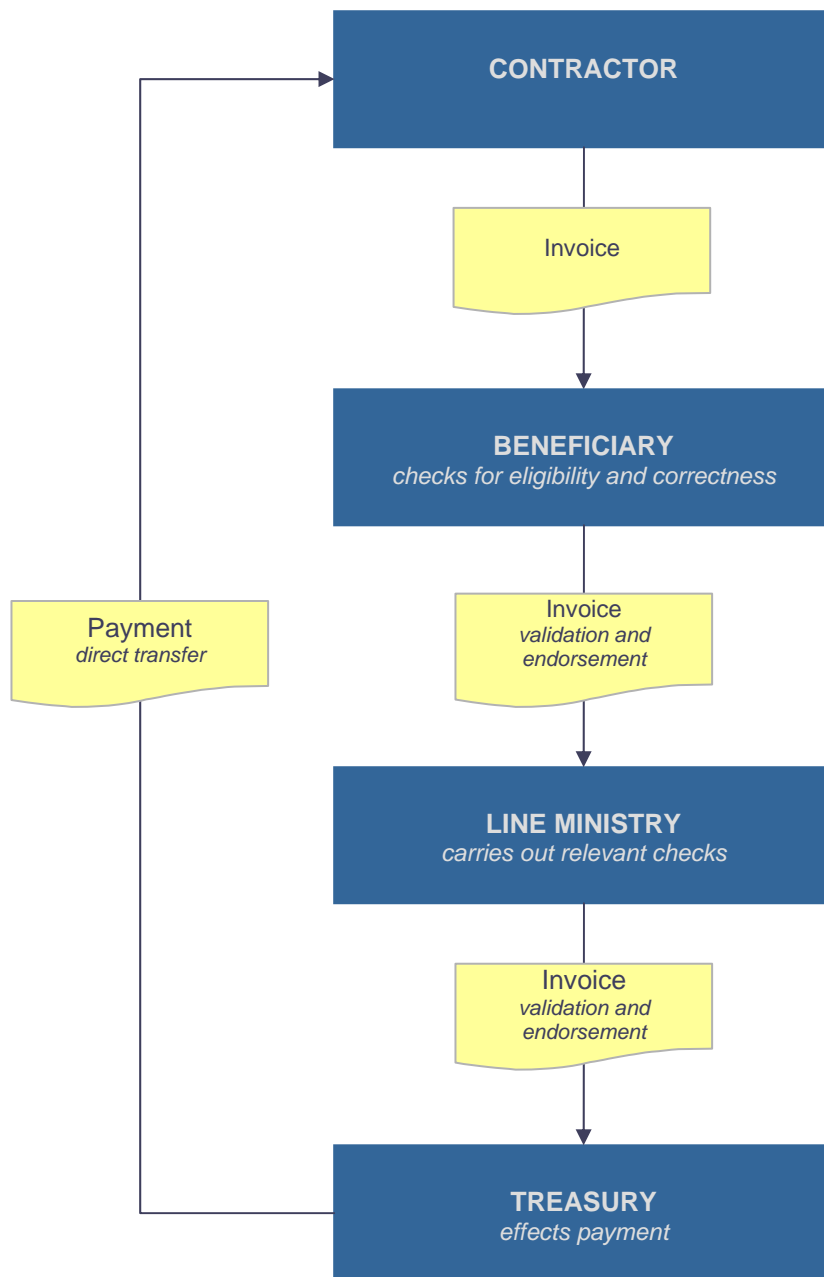 CONTRACTOR
Invoice
BENEFICIARY
checks for eligibility and correctness
Payment
direct transfer
Invoice
validation and
endorsement
LINE MINISTRY
carries out relevant checks
Invoice
validation and
endorsement
TREASURY
effects payment